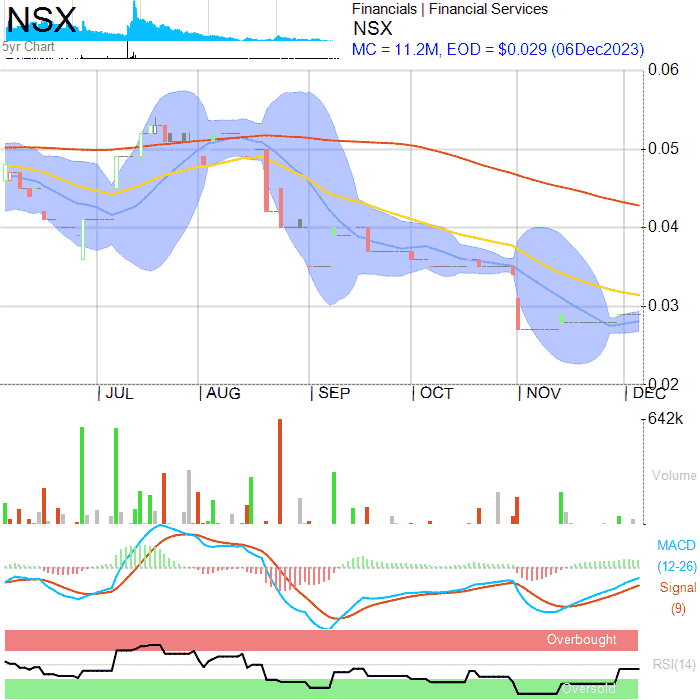 NSX
5yr Chart
Financials | Financial Services
NSX
MC = 11.2M, EOD = $0.029 (06Dec2023)
0.06
0.05
0.04
0.03
0.02
JUL
AUG
SEP
OCT
NOV
DEC
642k
Volume
MACD
(12-26)
Signal
(9)
Overbought
RSI(14)
Oversold